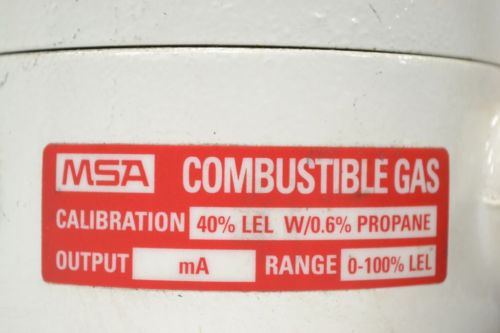 MSA COMBUSTIBLE GAS
CALIBRATION 40% LEL W/0.6% PROPANE
OUTPUT mA RANGE 0-100% LEL